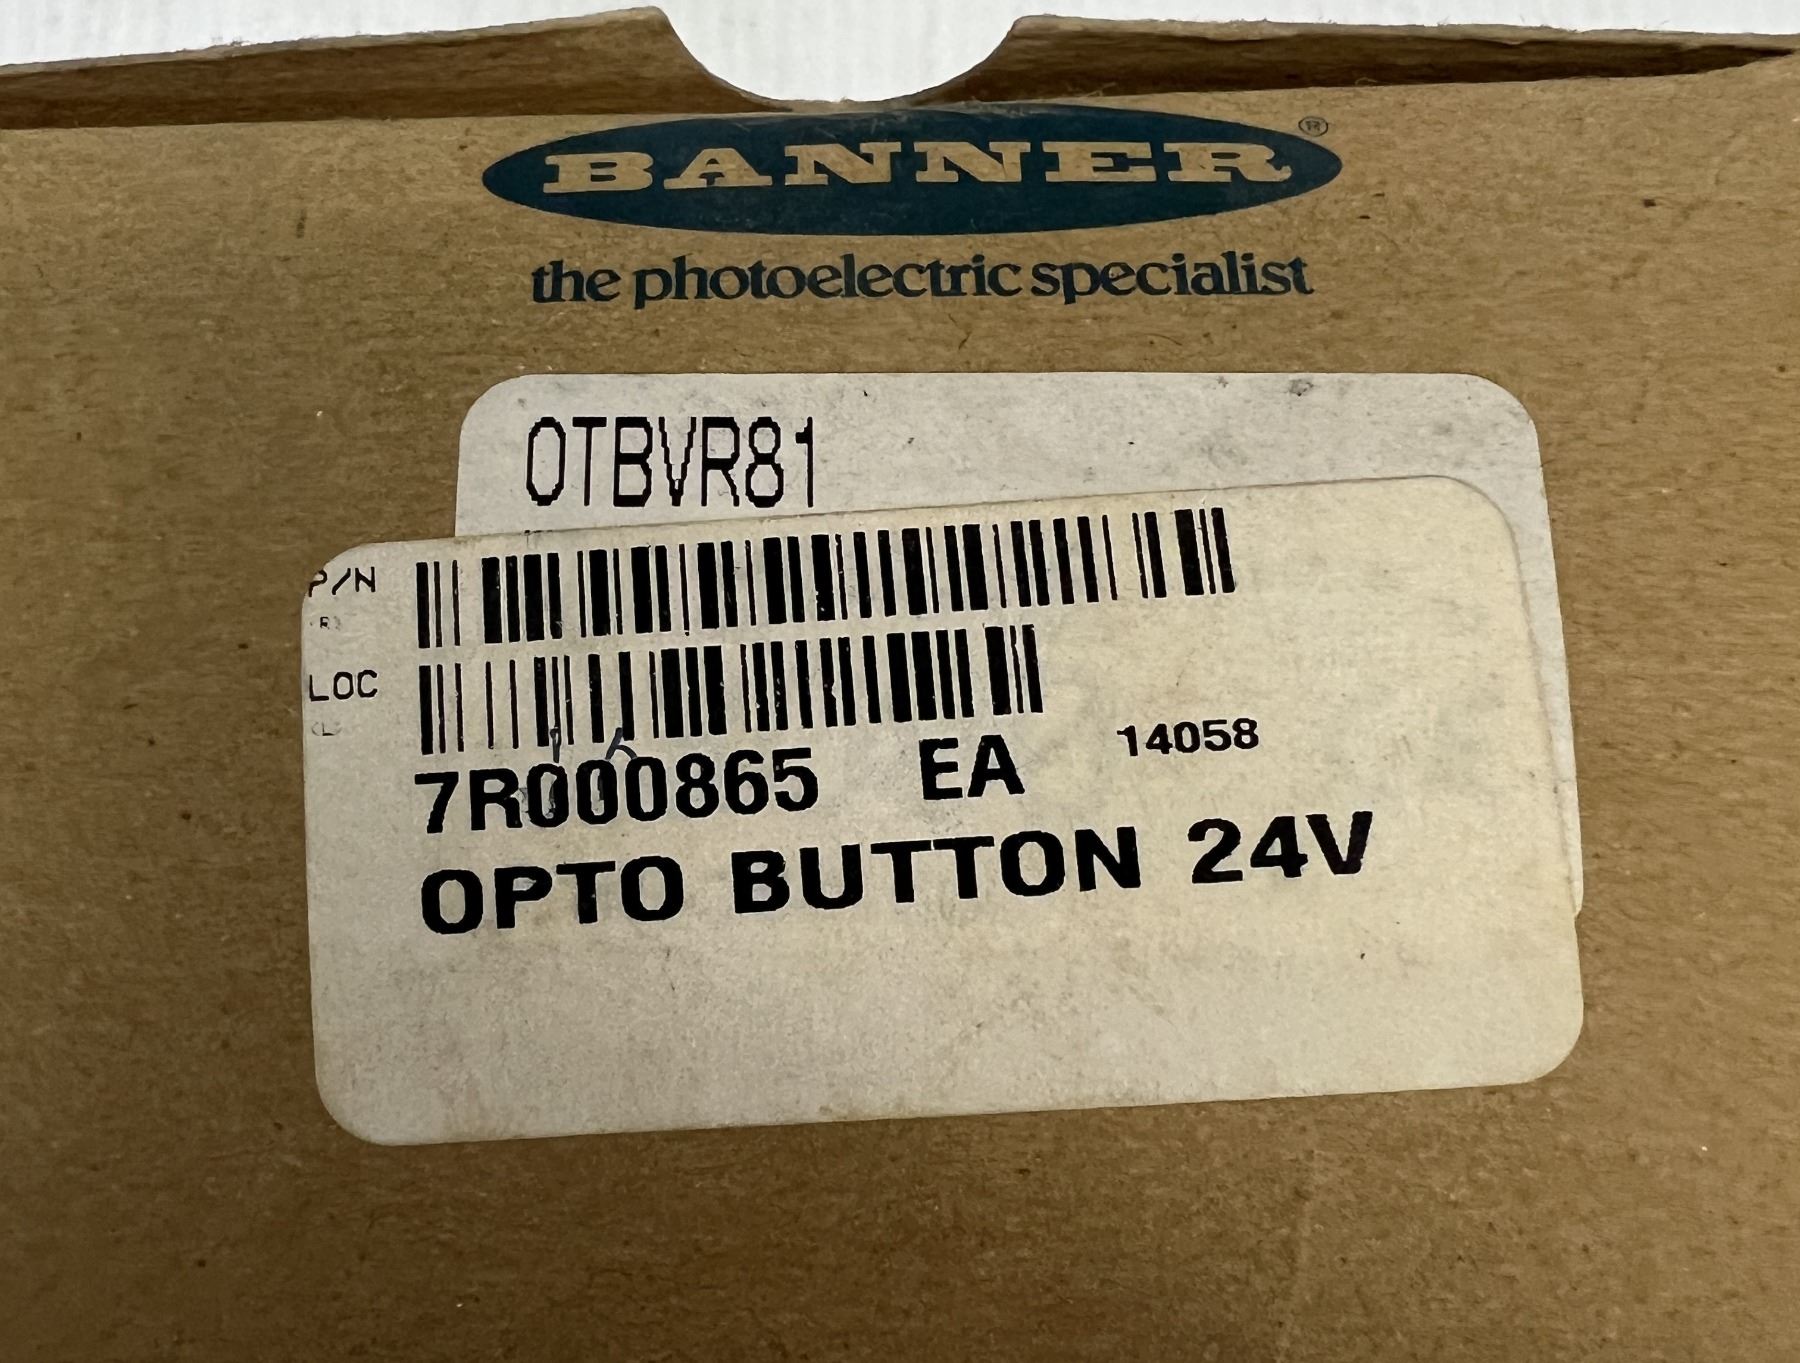 BANNER®
the photoelectric specialist
OTBVR81
P/N
(R)
LOC
(L)
7R000865 EA 14058
OPTO BUTTON 24V